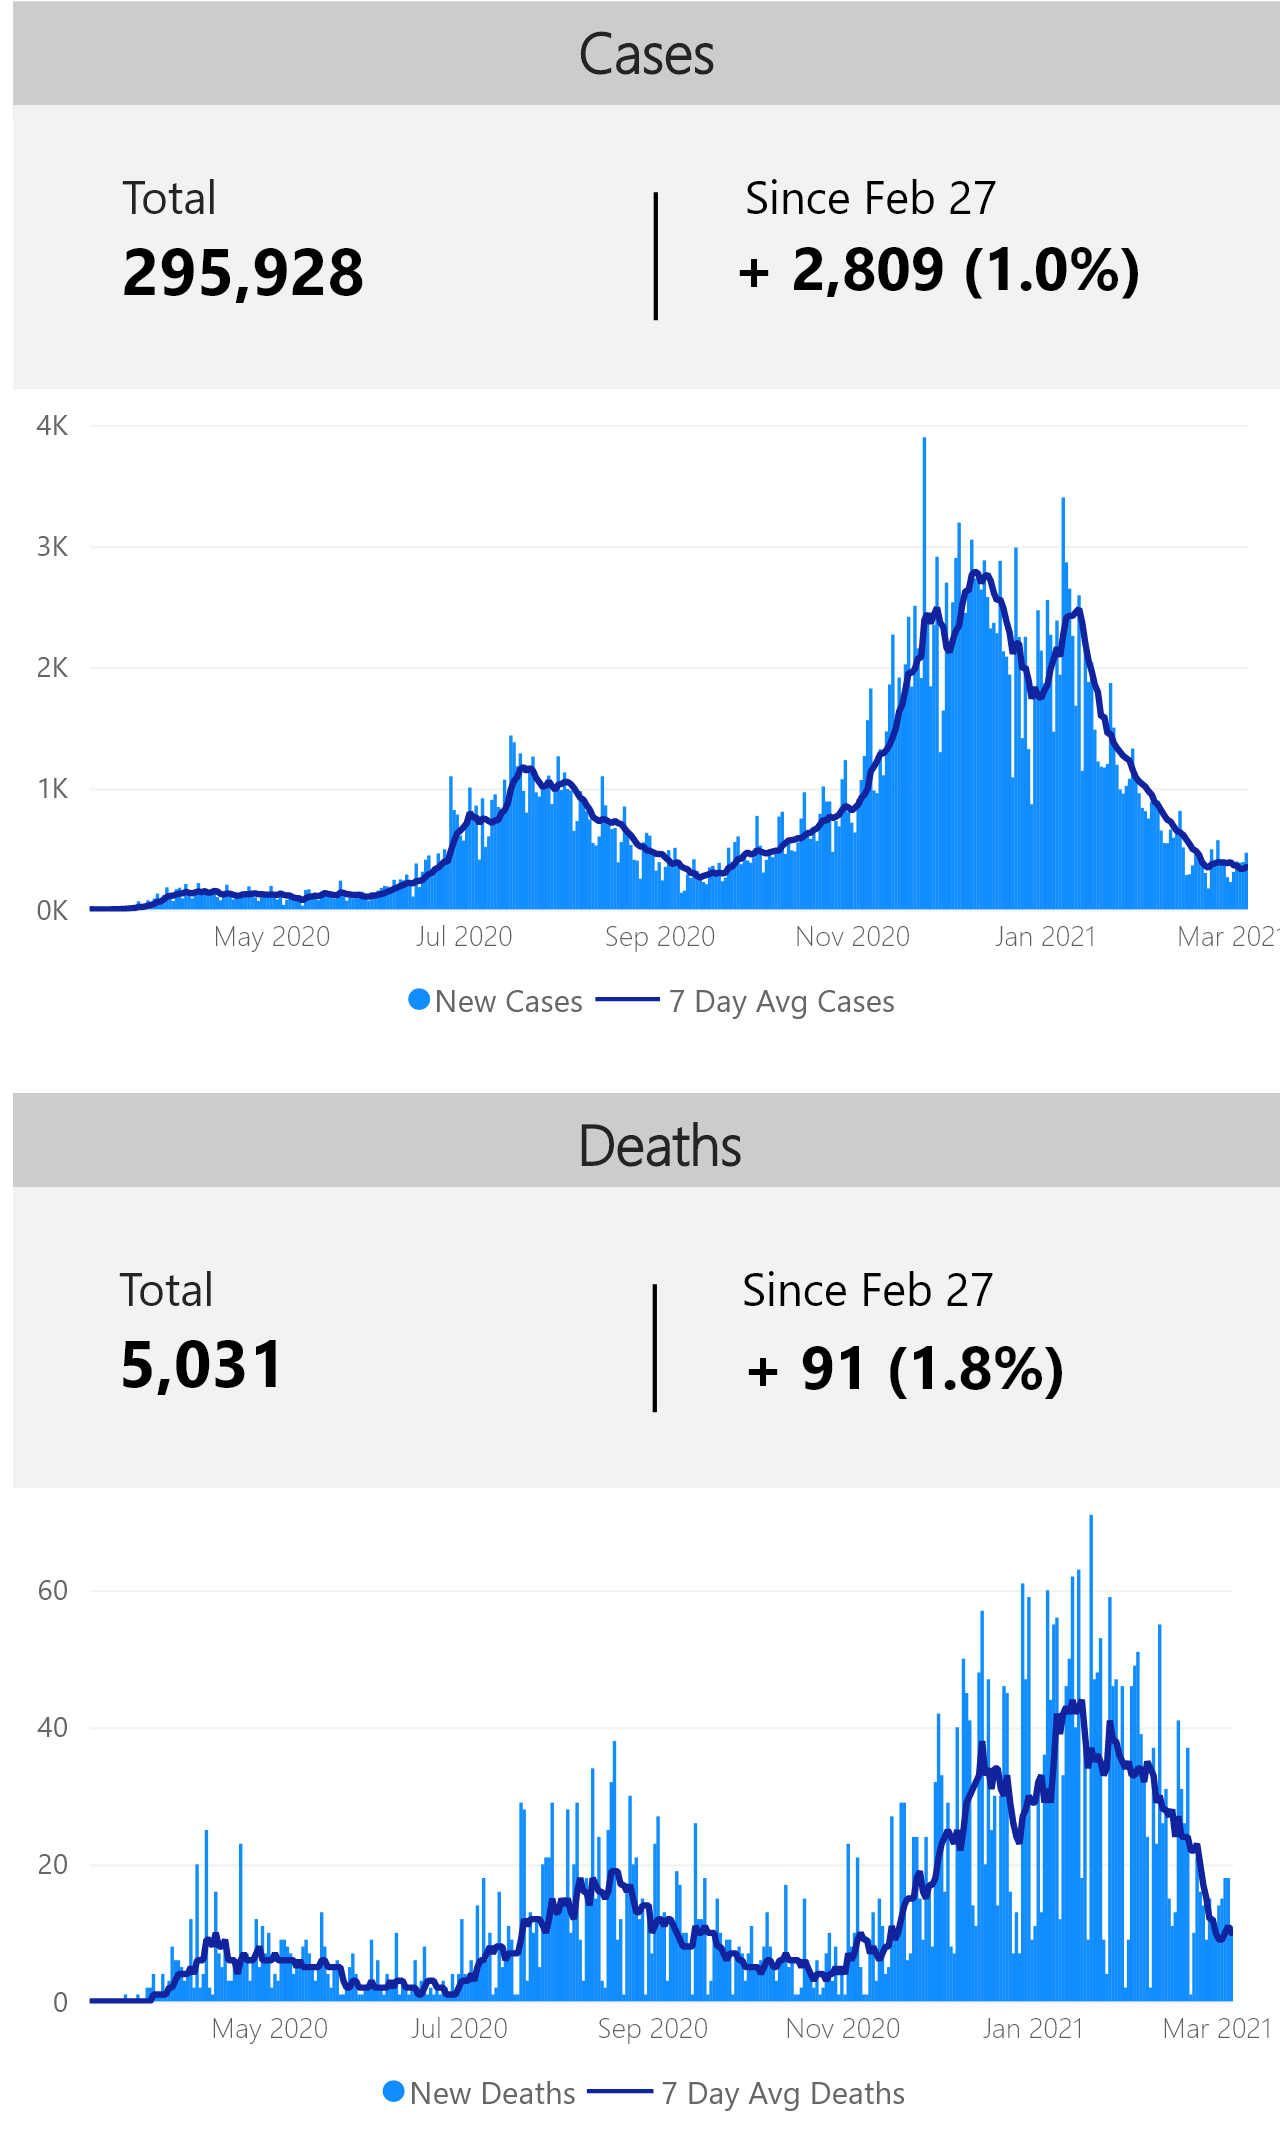 Cases
Total
Since Feb 27
295,928
+ 2,809 (1.0%)
4K
3K
2K
1K
0K
May 2020 Jul 2020 Sep 2020 Nov 2020 Jan 2021 Mar 2021
New Cases 7 Day Avg Cases
Deaths
Total
Since Feb 27
5,031
+ 91 (1.8%)
60
40
20
0
May 2020 Jul 2020 Sep 2020 Nov 2020 Jan 2021 Mar 2021
New Deaths 7 Day Avg Deaths